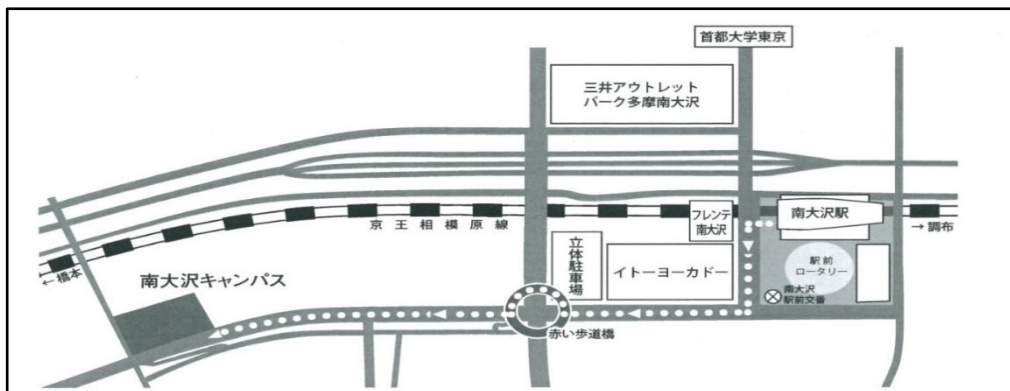 首都大学東京
三井アウトレット
パーク多摩南大沢
京王相模原線
フレンテ
南大沢
南大沢駅
→ 調布
← 橋本
南大沢キャンパス
立体駐車場
イトーヨーカドー
駅前
ロータリー
南大沢
駅前交番
赤い歩道橋